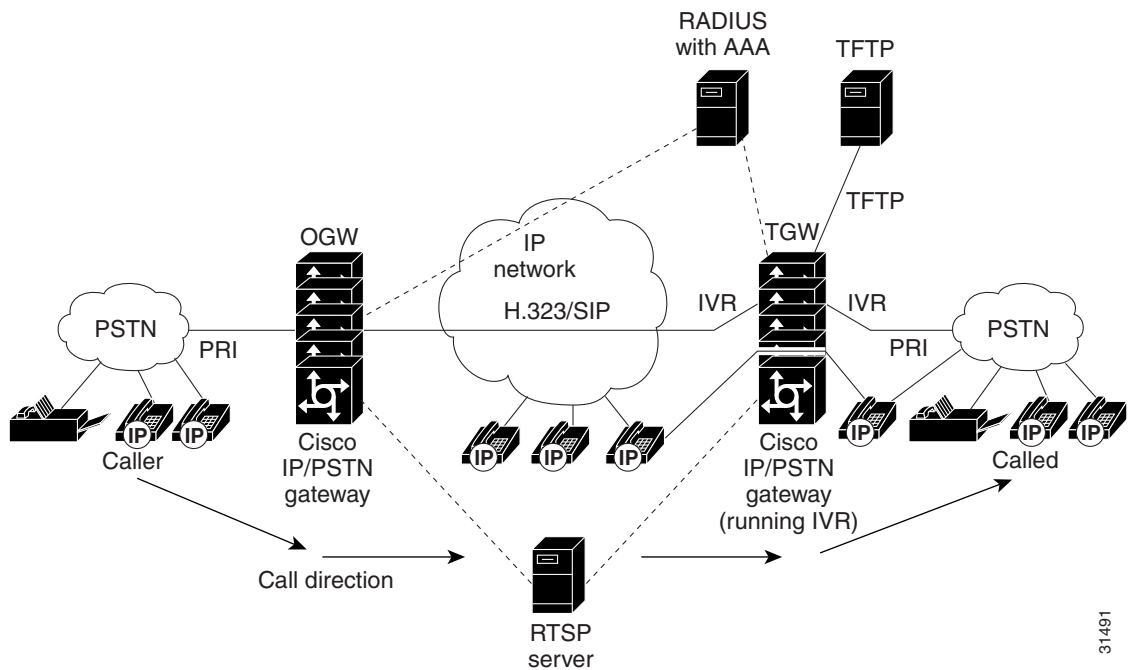 RADIUS
with AAA
TFTP
TFTP
OGW
IP
network
TGW
H.323/SIP
IVR
IVR
PSTN
PRI
PRI
PSTN
IP
IP
IP
IP
IP
IP
IP
IP
Caller
Cisco
IP/PSTN
gateway
Cisco
IP/PSTN
gateway
(running IVR)
Called
Call direction
RTSP
server
31491